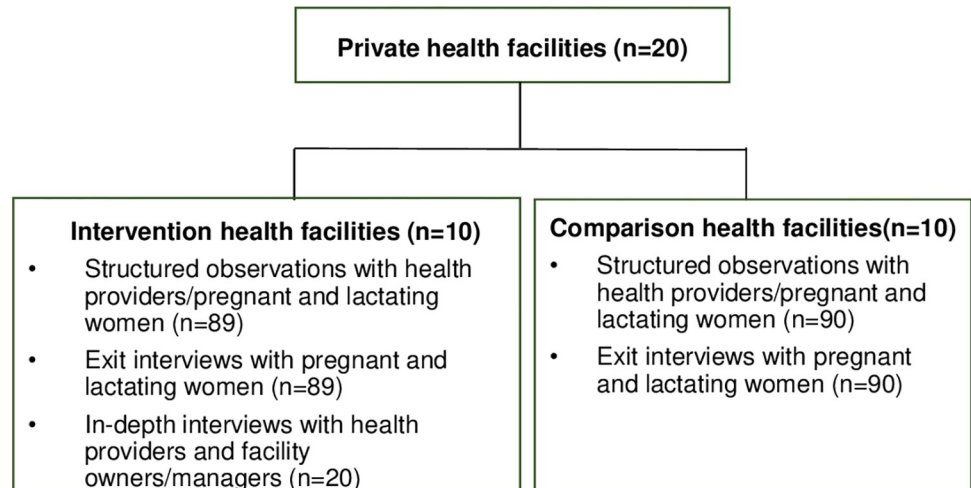 Private health facilities (n=20)
Intervention health facilities (n=10)
• Structured observations with health
providers/pregnant and lactating
women (n=89)
• Exit interviews with pregnant and
lactating women (n=89)
• In-depth interviews with health
providers and facility
owners/managers (n=20)
Comparison health facilities(n=10)
• Structured observations with
health providers/pregnant and
lactating women (n=90)
• Exit interviews with pregnant
and lactating women (n=90)